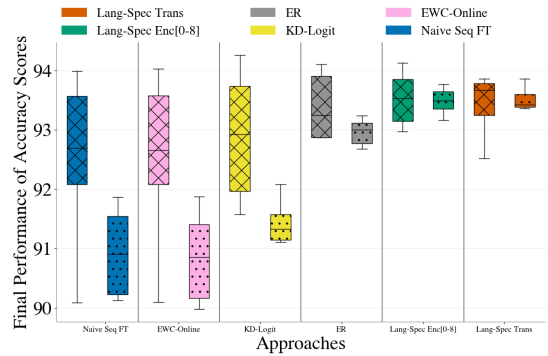 Lang-Spec Trans
ER
EWC-Online
Lang-Spec Enc[0-8]
KD-Logit
Naive Seq FT
Final Performance of Accuracy Scores
94
93
92
91
90
Naive Seq FT
EWC-Online
KD-Logit
ER
Lang-Spec Enc[0-8]
Lang-Spec Trans
Approaches